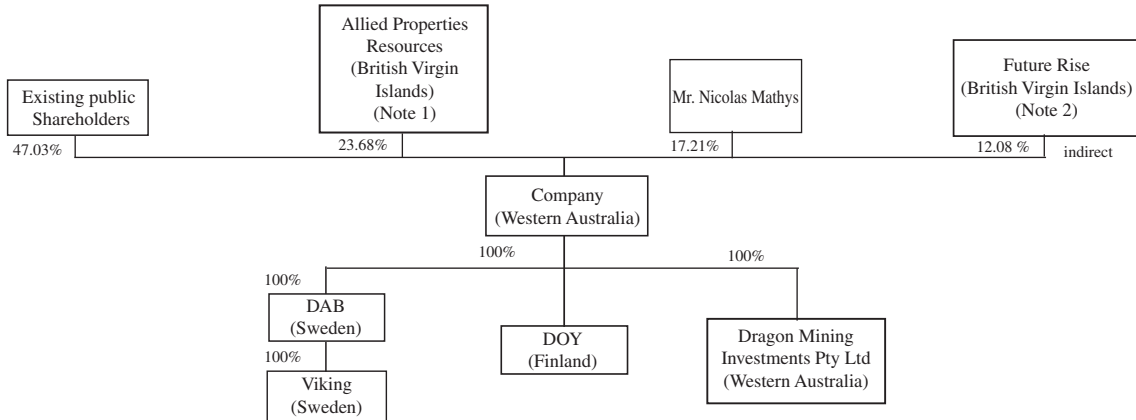 Allied Properties
Resources
(British Virgin
Islands)
(Note 1)
Existing public
Shareholders
Mr. Nicolas Mathys
Future Rise
(British Virgin Islands)
(Note 2)
47.03%
23.68%
17.21%
12.08 %
indirect
Company
(Western Australia)
100%
100%
100%
DAB
(Sweden)
DOY
(Finland)
Dragon Mining
Investments Pty Ltd
(Western Australia)
100%
Viking
(Sweden)